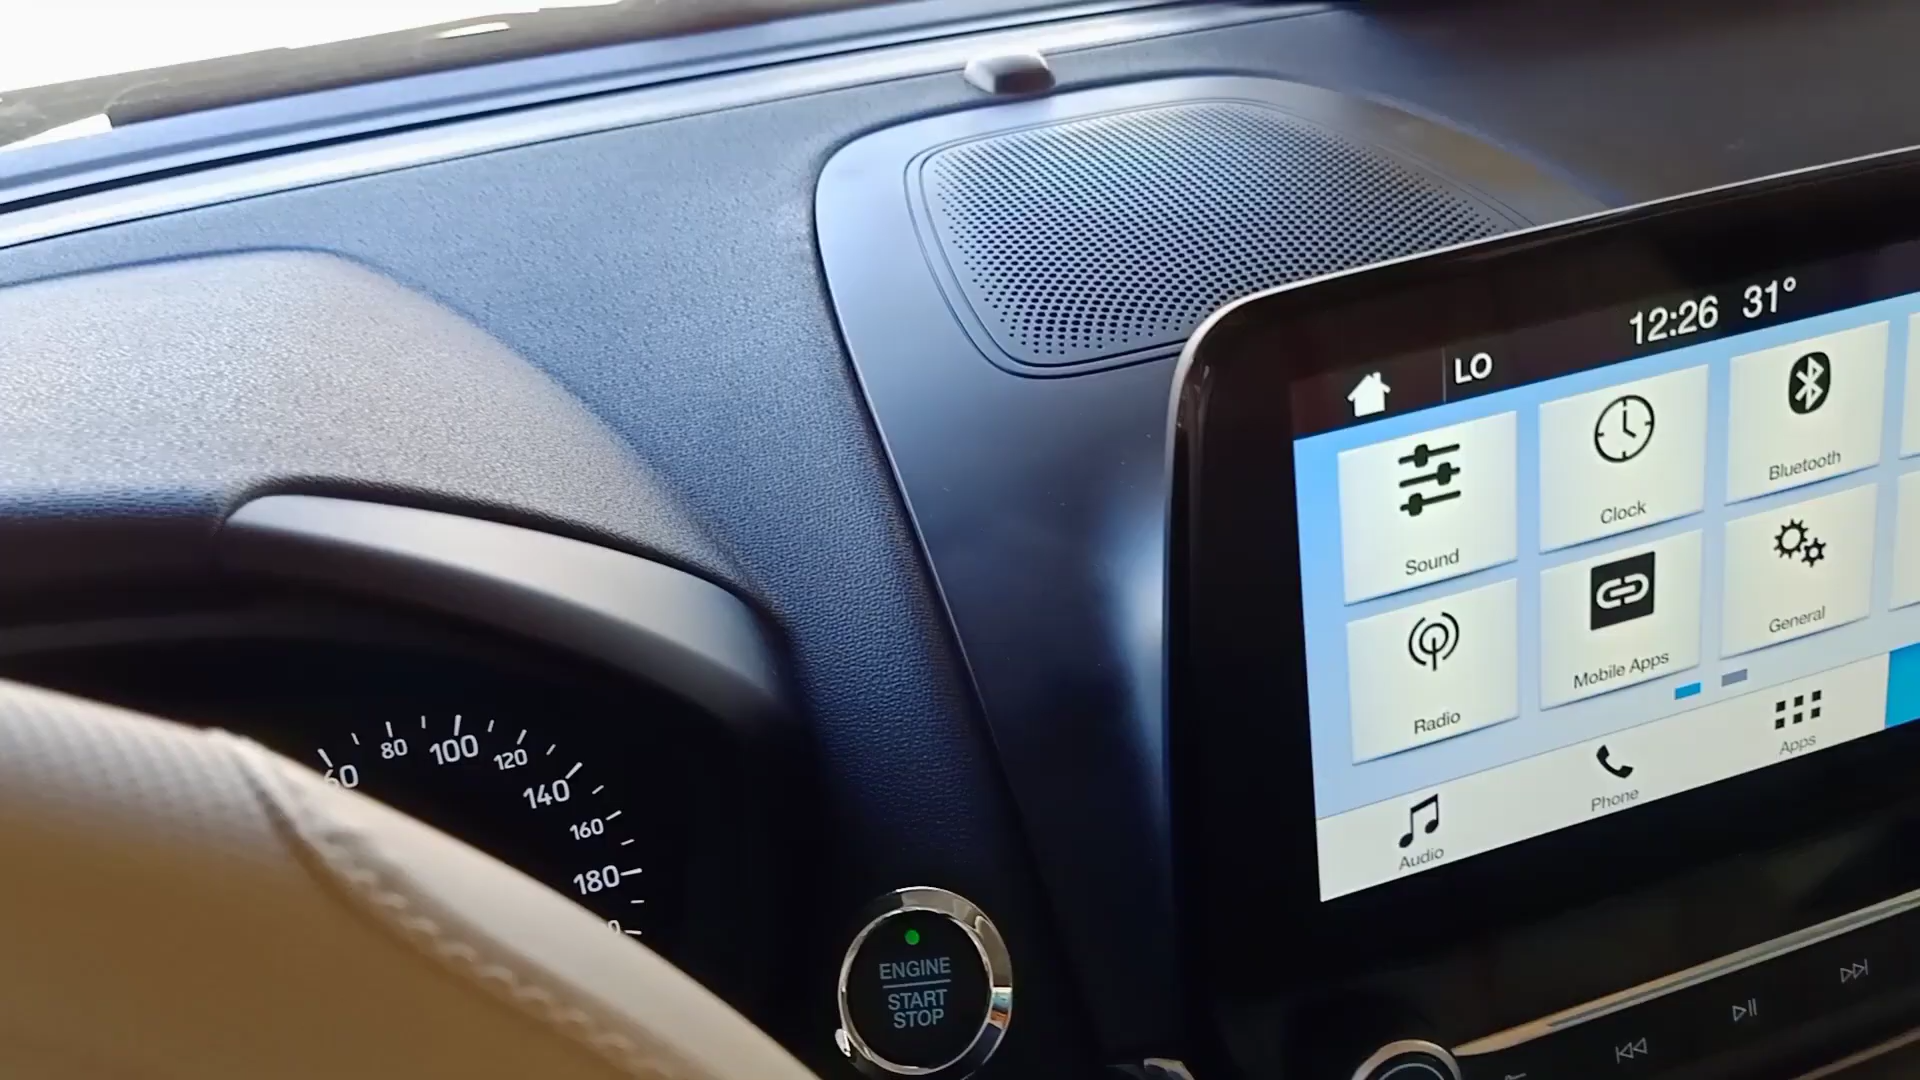 12:26 31°
LO
Sound
Clock
Bluetooth
Radio
Mobile Apps
General
Audio
Phone
Apps
60
80
100
120
140
160
180
ENGINE
START
STOP